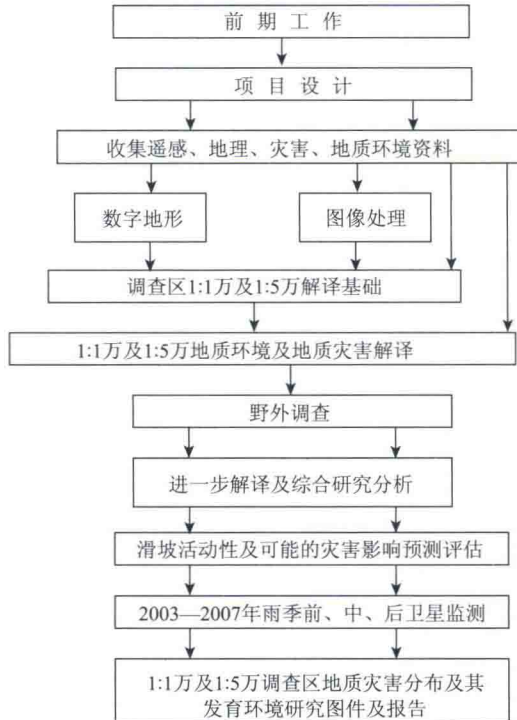 前期工作
项目设计
收集遥感、地理、灾害、地质环境资料
数字地形
图像处理
调查区1:1万及1:5万解译基础
1:1万及1:5万地质环境及地质灾害解译
野外调查
进一步解译及综合研究分析
滑坡活动性及可能的灾害影响预测评估
2003—2007年雨季前、中、后卫星监测
1:1万及1:5万调查区地质灾害分布及其
发育环境研究图件及报告